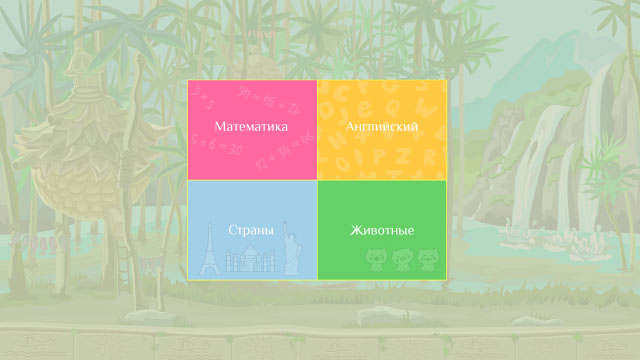 Математика
Английский
Страны
Животные